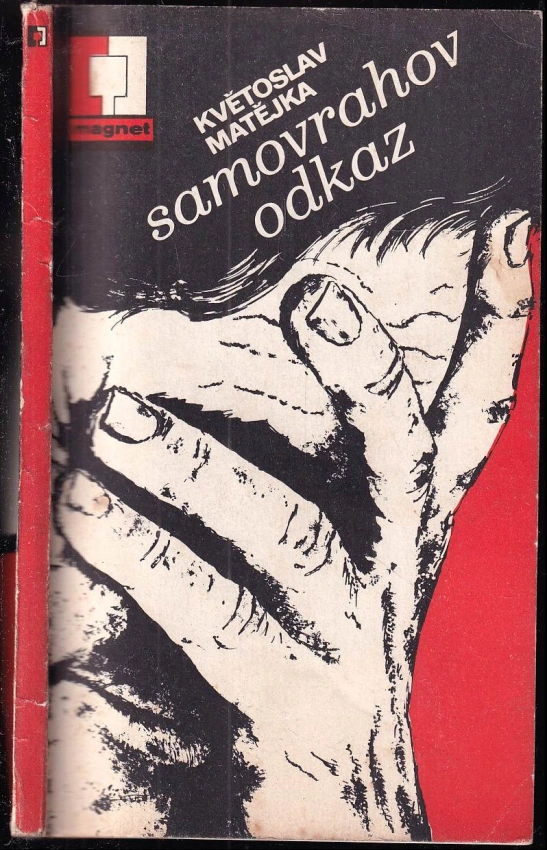 magnet
KVĚTOSLAV
MATĚJKA
samovrahov
odkaz